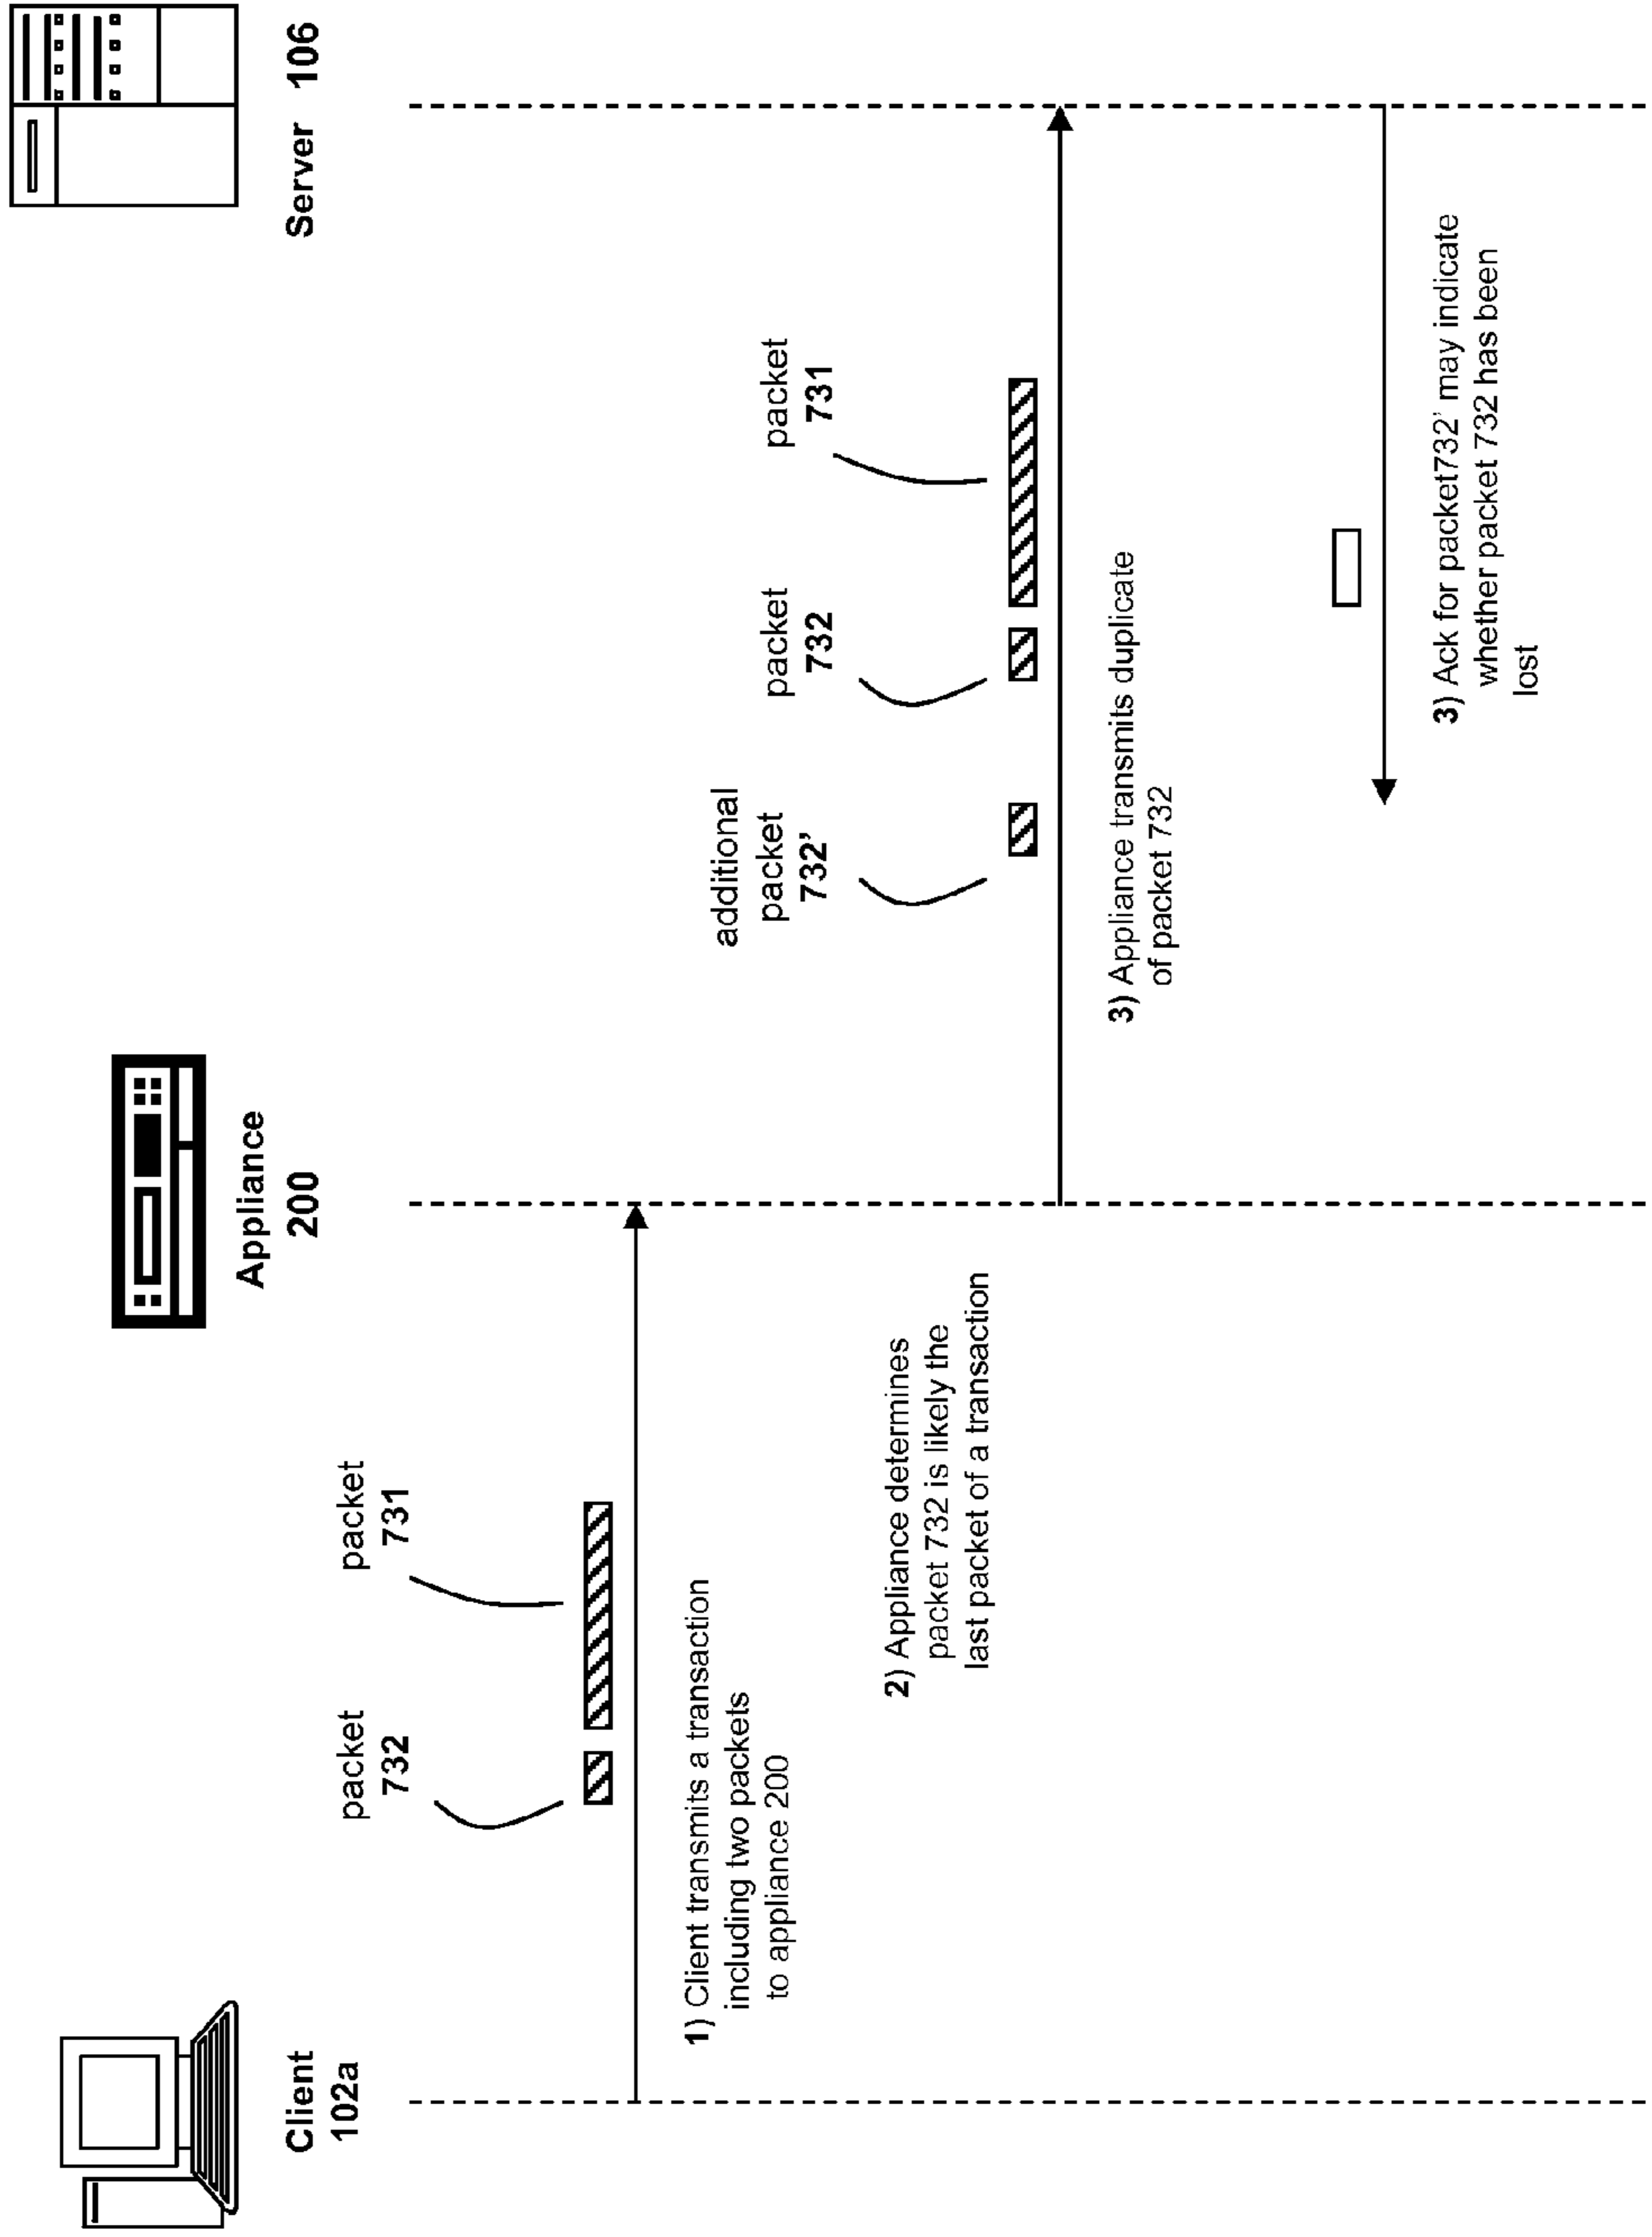 Client
102a
Appliance
200
Server 106
packet
732
packet
731
1) Client transmits a transaction
including two packets
to appliance 200
2) Appliance determines
packet 732 is likely the
last packet of a transaction
additional
packet
732’
packet
732
packet
731
3) Appliance transmits duplicate
of packet 732
3) Ack for packet732’ may indicate
whether packet 732 has been
lost